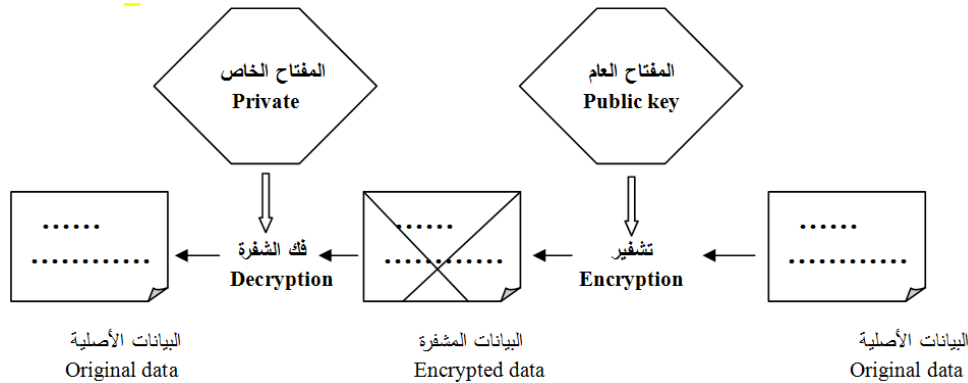 المفتاح العام
Public key
المفتاح الخاص
Private
تشفير
Encryption
فك الشفرة
Decryption
البيانات الأصلية
Original data
البيانات المشفرة
Encrypted data
البيانات الأصلية
Original data